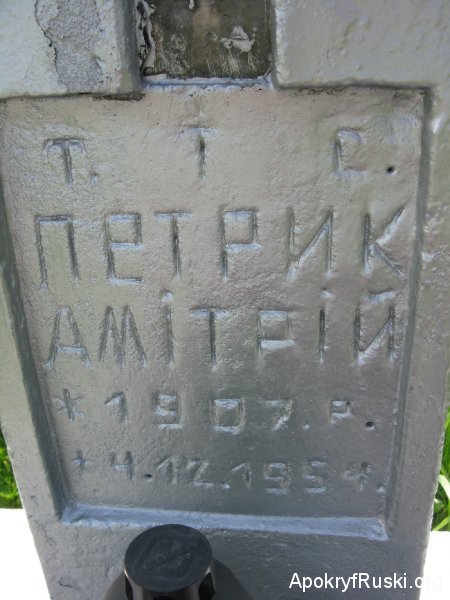 т. т с.
ПЕТРИК
ДМІТРІЙ
* 1907. Р.
+ 4.12.1954.
ApokryfRuski.org